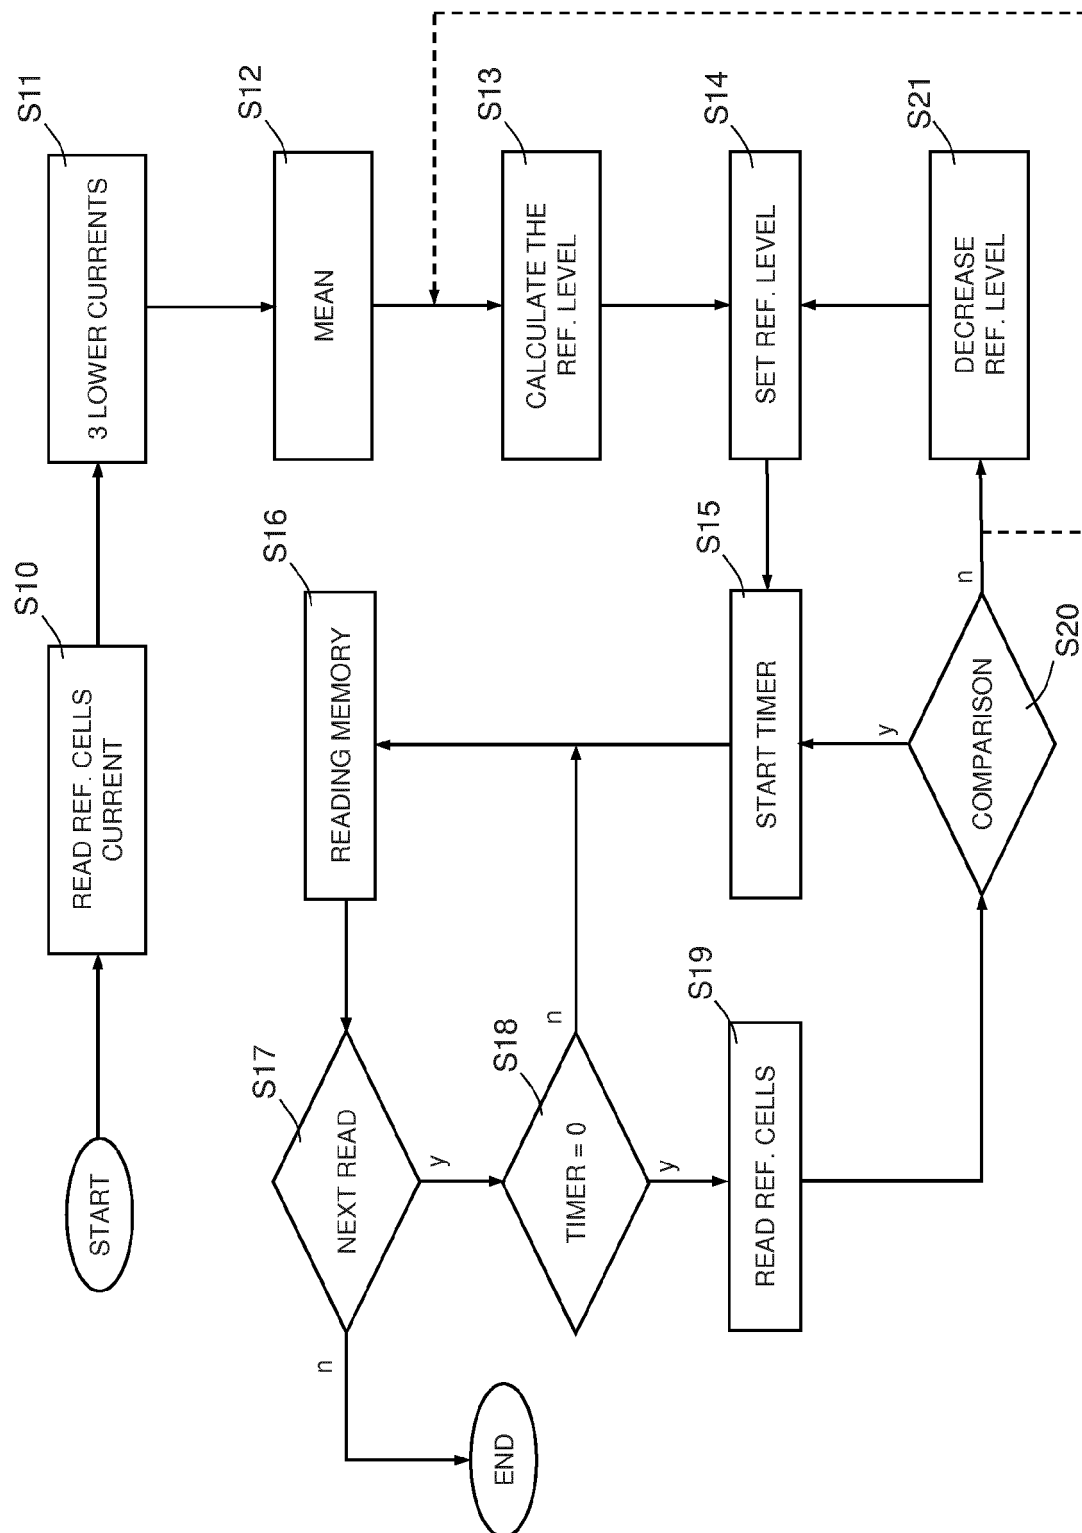 START
S10
READ REF. CELLS
CURRENT
S11
3 LOWER CURRENTS
S12
MEAN
S13
CALCULATE THE
REF. LEVEL
S14
SET REF. LEVEL
S15
START TIMER
S16
READING MEMORY
S17
NEXT READ
n
y
END
S18
TIMER = 0
n
y
S19
READ REF. CELLS
S20
COMPARISON
y
n
S21
DECREASE
REF. LEVEL